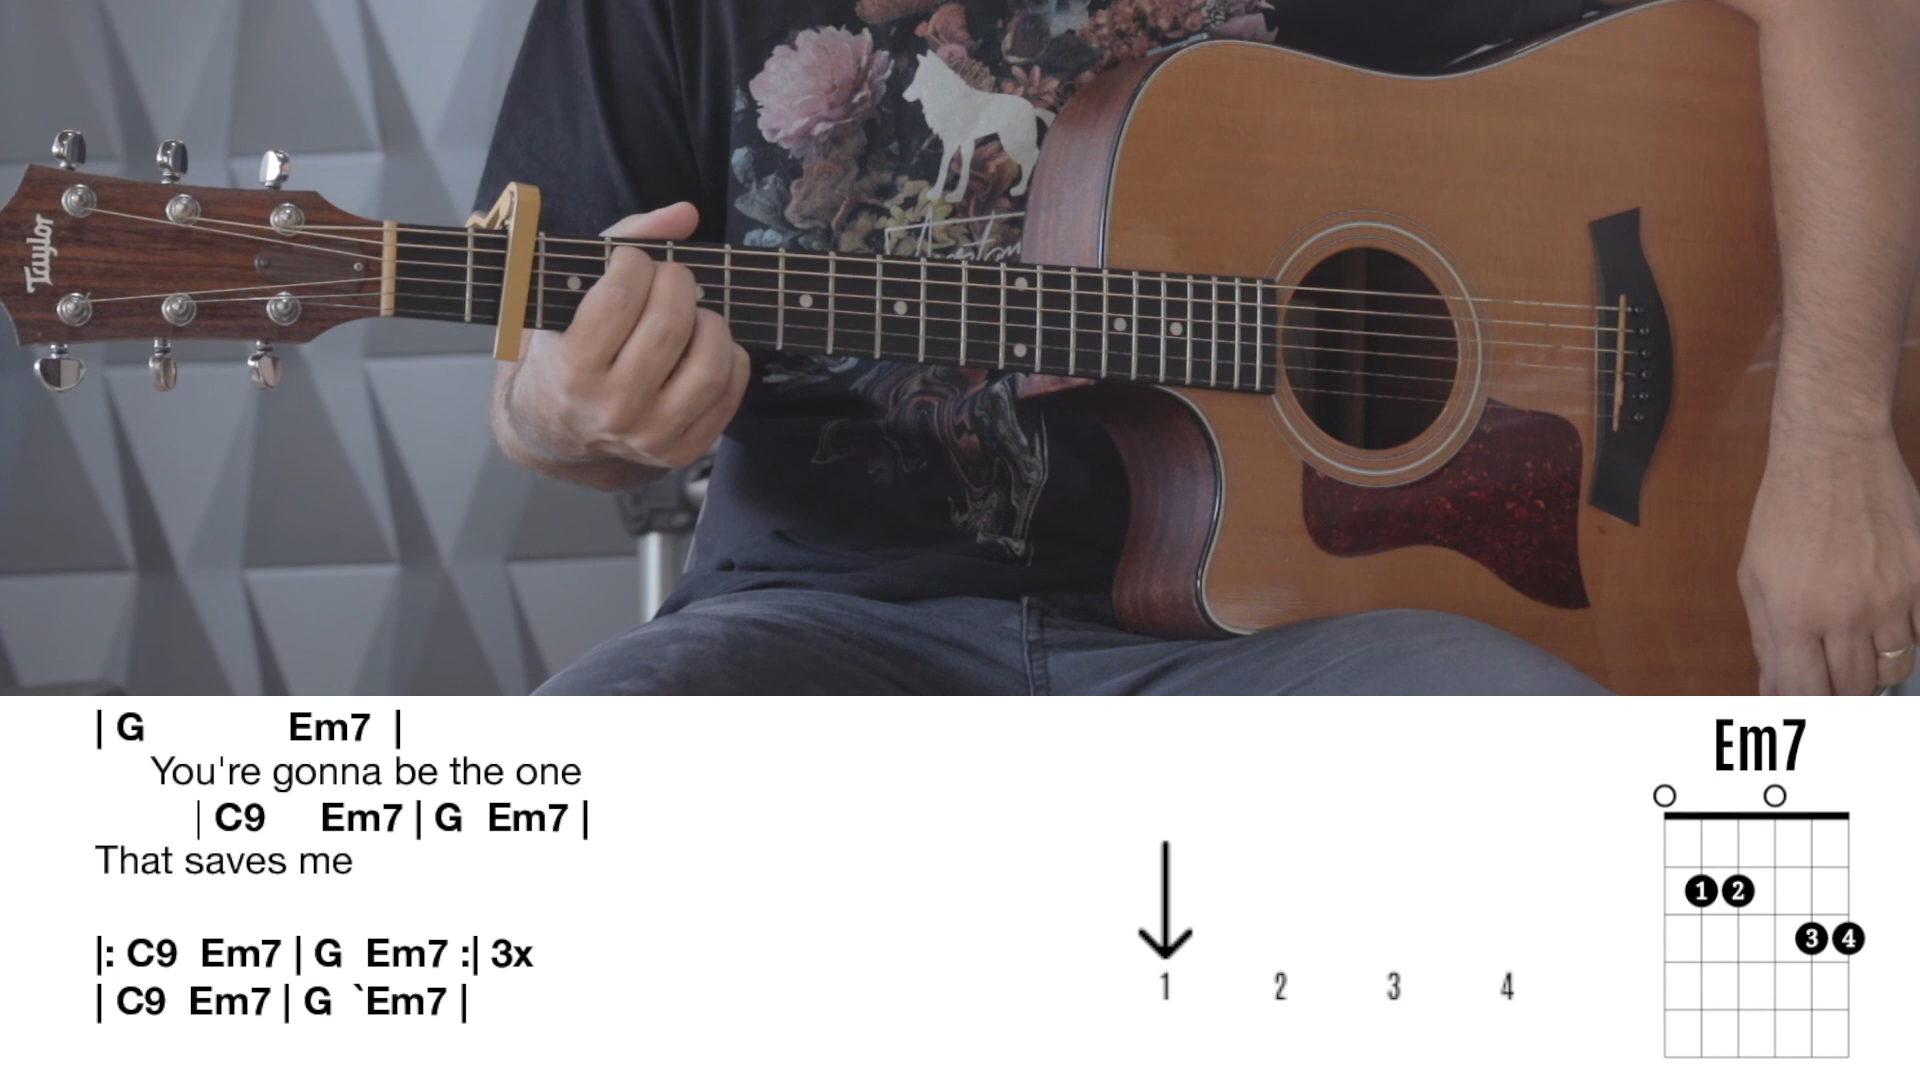 Taylor
| G Em7 |
You're gonna be the one
| C9 Em7 | G Em7 |
That saves me
|: C9 Em7 | G Em7 :| 3x
| C9 Em7 | G `Em7 |
1 2 3 4
Em7
1 2
3 4